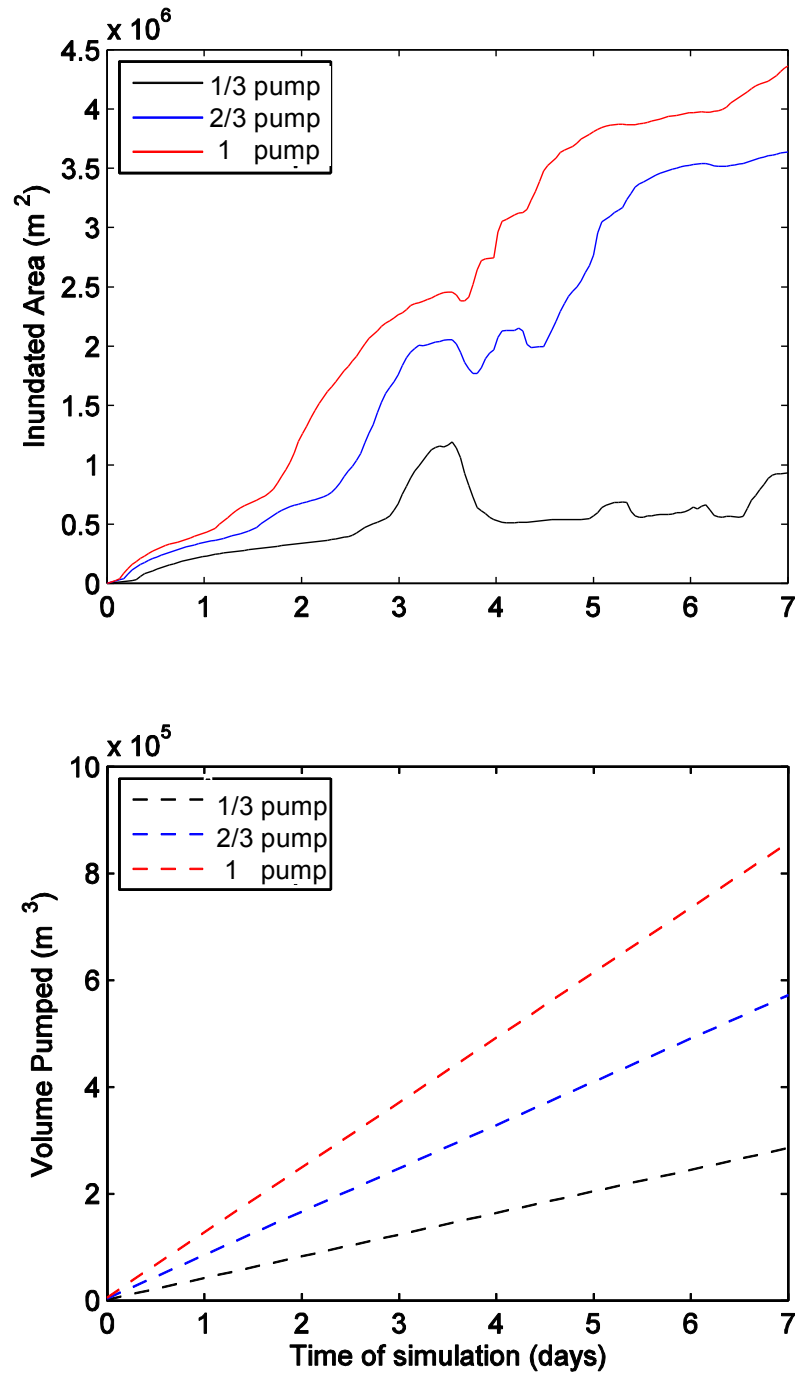 x 10^6
4.5
4
3.5
3
2.5
2
1.5
1
0.5
0
Inundated Area (m^2)
1/3 pump
2/3 pump
1 pump
0 1 2 3 4 5 6 7
x 10^5
10
8
6
4
2
0
Volume Pumped (m^3)
1/3 pump
2/3 pump
1 pump
0 1 2 3 4 5 6 7
Time of simulation (days)